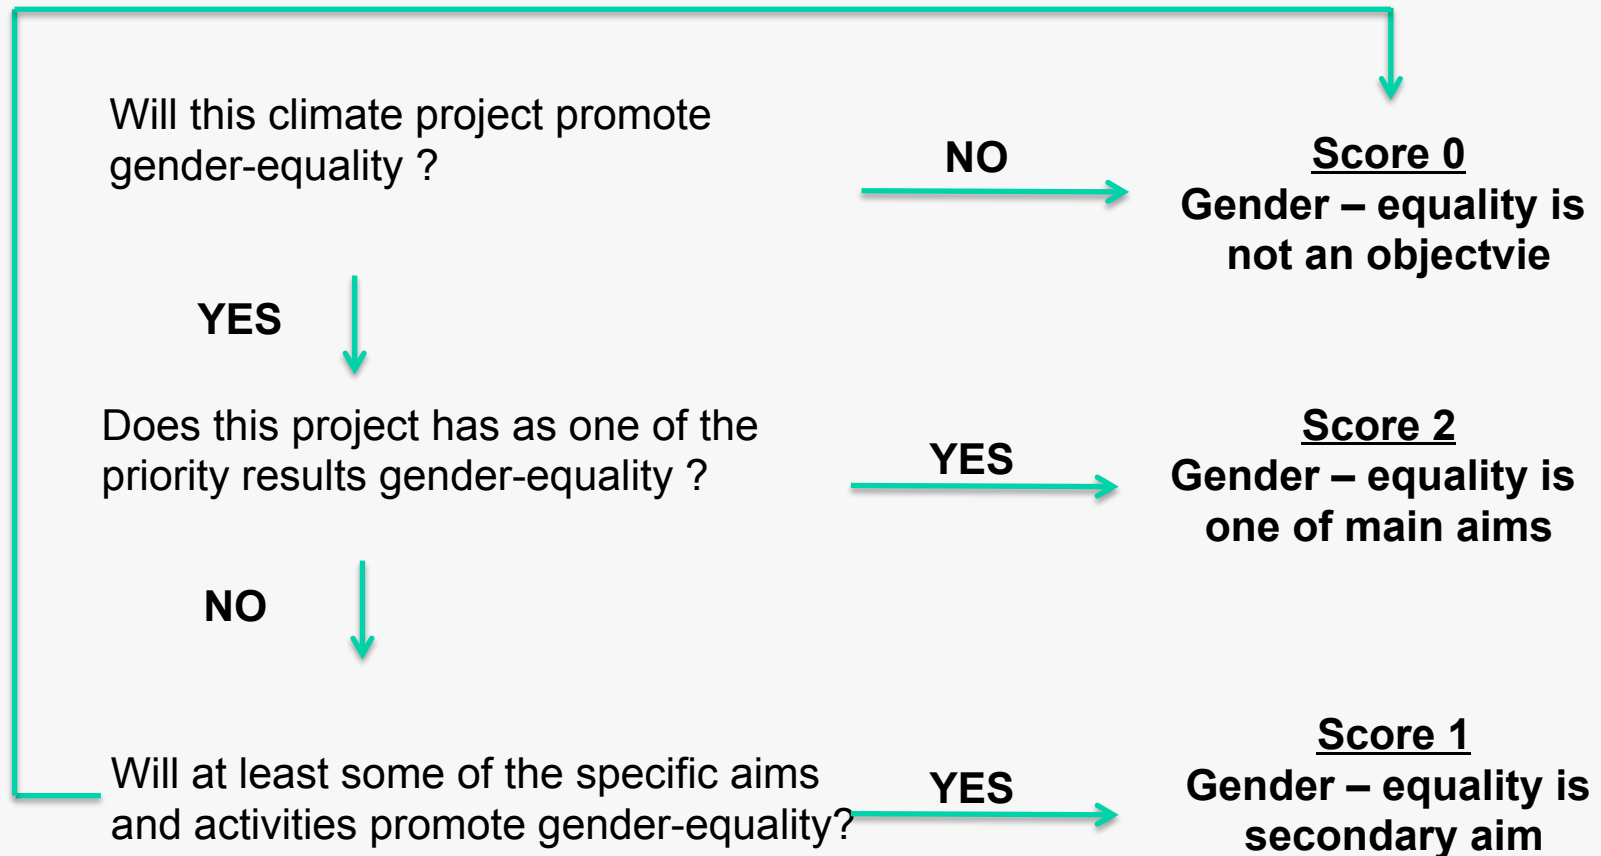 Will this climate project promote
gender-equality ?
NO
Score 0
Gender – equality is
not an objectvie
YES
Does this project has as one of the
priority results gender-equality ?
YES
Score 2
Gender – equality is
one of main aims
NO
Will at least some of the specific aims
and activities promote gender-equality?
YES
Score 1
Gender – equality is
secondary aim